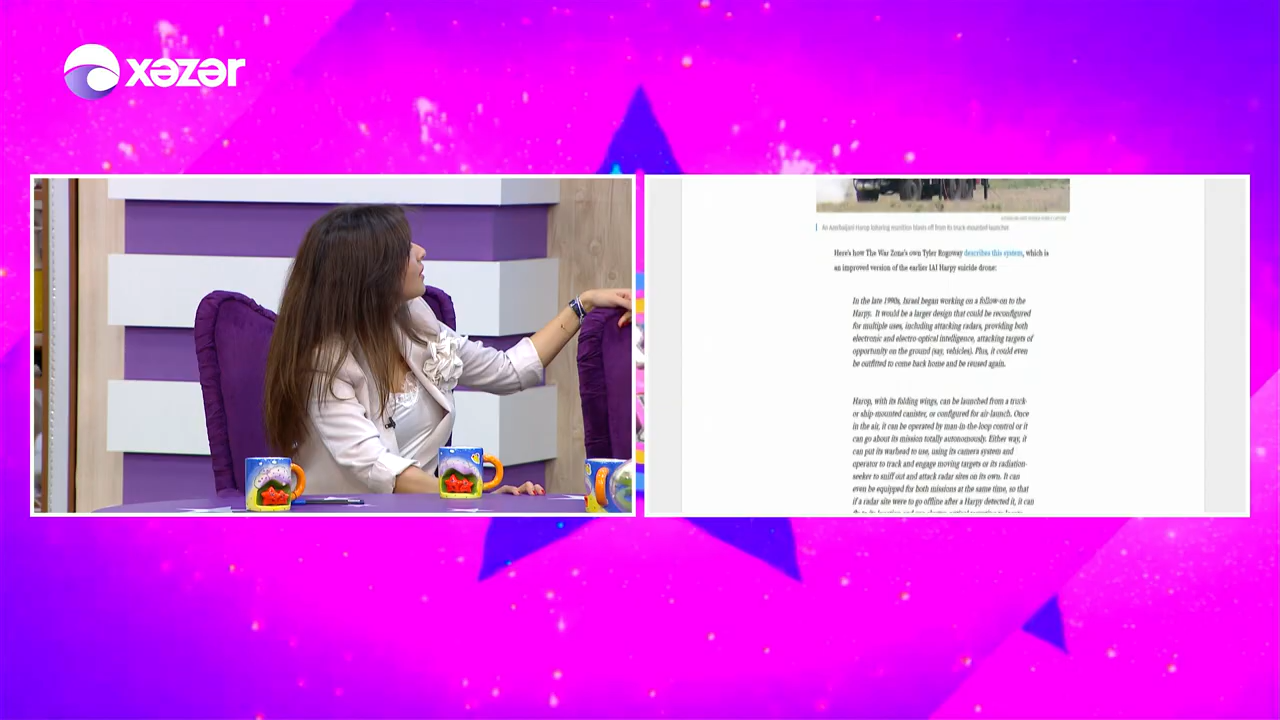 xəzər
An Azerbaijani Harop loitering munition blasts off from its truck-mounted launcher.
Here's how The War Zone's own Tyler Rogoway describes this system, which is
an improved version of the earlier IAI Harpy suicide drone:
In the late 1990s, Israel began working on a follow-on to the
Harpy. It would be a larger design that could be reconfigured
for multiple uses, including attacking radars, providing both
electronic and electro-optical intelligence, attacking targets of
opportunity on the ground (say, vehicles). Plus, it could even
be outfitted to come back home and be reused again.
Harop, with its folding wings, can be launched from a truck-
or ship-mounted canister, or configured for air-launch. Once
in the air, it can be operated by man-in-the-loop control or it
can go about its mission totally autonomously. Either way, it
can put its warhead to use, using its camera system and
operator to track and engage moving targets or its radiation-
seeker to sniff out and attack radar sites on its own. It can
even be equipped for both missions at the same time, so that
if a radar site were to go offline after a Harpy detected it, it can